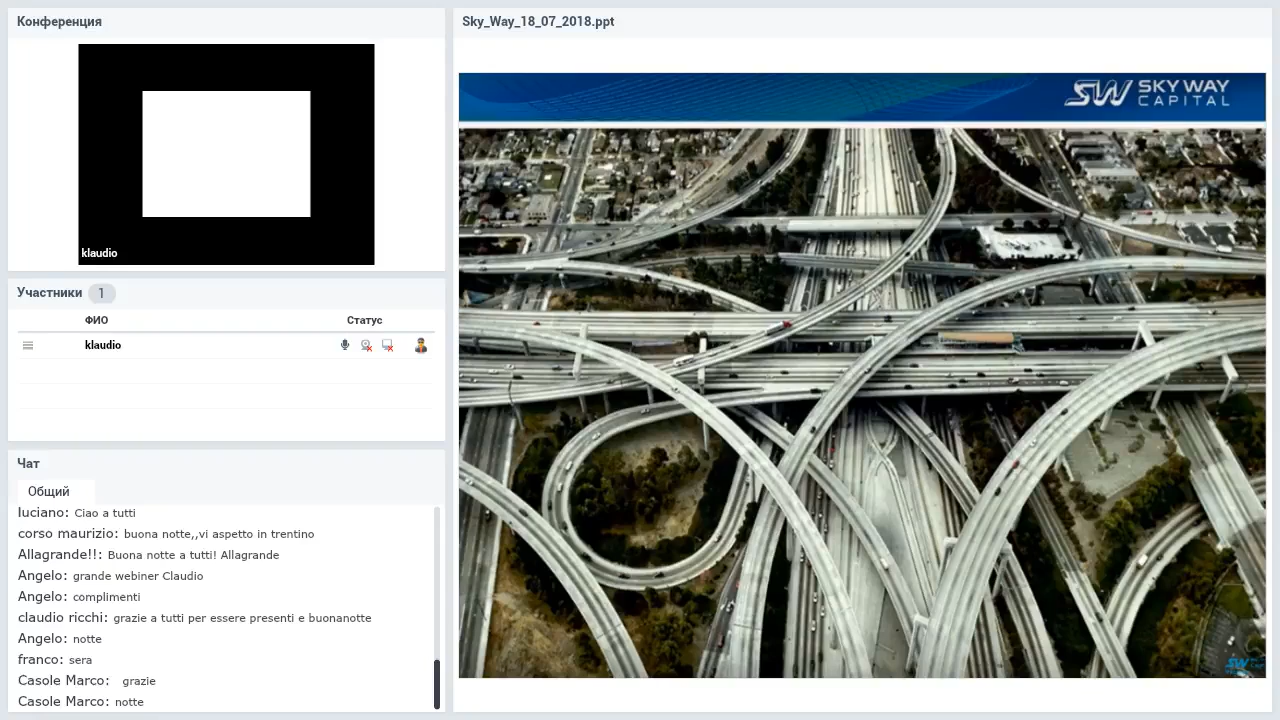 Конференция
klaudio
Участники 1
ФИО Статус
klaudio
Чат
Общий
luciano: Ciao a tutti
corso maurizio: buona notte,,vi aspetto in trentino
Allagrande!!: Buona notte a tutti! Allagrande
Angelo: grande webiner Claudio
Angelo: complimenti
claudio ricchi: grazie a tutti per essere presenti e buonanotte
Angelo: notte
franco: sera
Casole Marco: grazie
Casole Marco: notte
Sky_Way_18_07_2018.ppt
SW SKY WAY
CAPITAL
SW